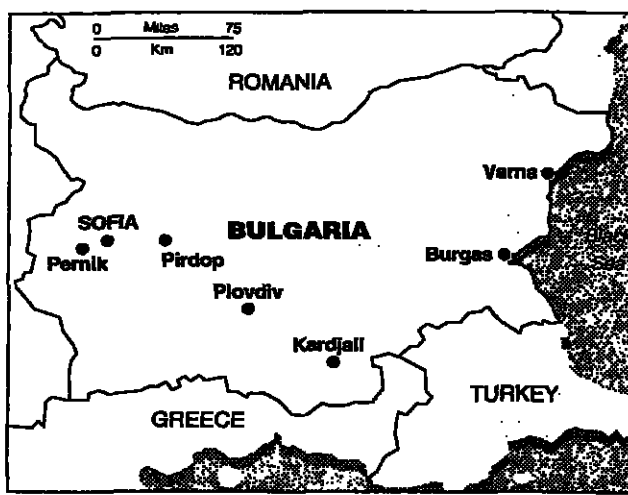 0 Miles 75
0 Km 120
ROMANIA
Varna
SOFIA
BULGARIA
Pernik
Pirdop
Burgas
Plovdiv
Kardjali
TURKEY
GREECE